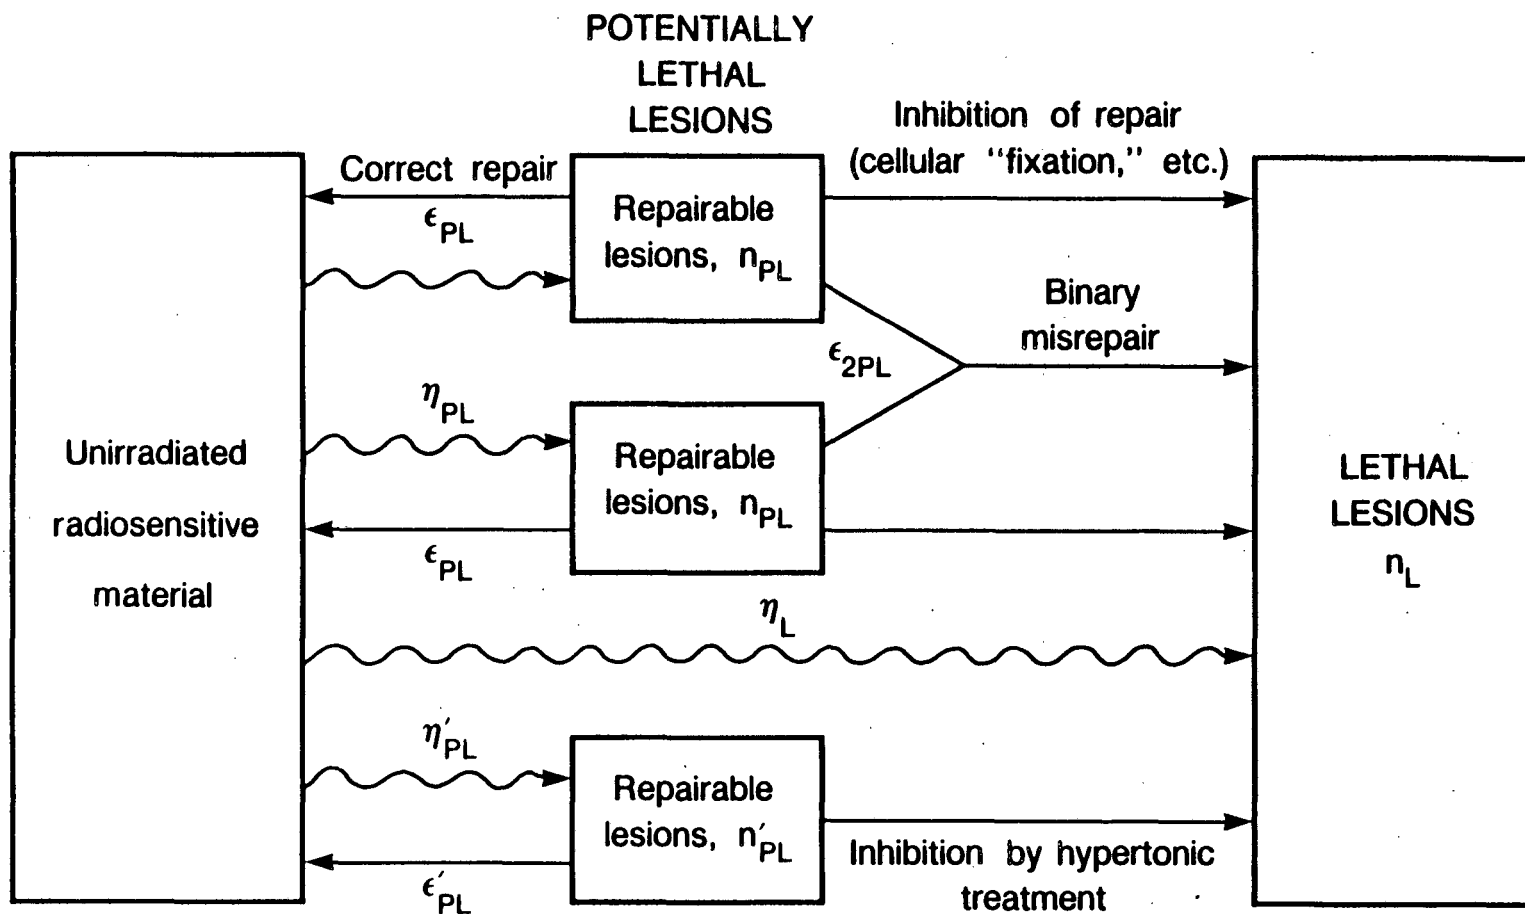 POTENTIALLY
LETHAL
LESIONS
Correct repair
ϵPL
Repairable
lesions, nPL
Inhibition of repair
(cellular "fixation," etc.)
ϵ2PL
Binary
misrepair
Unirradiated
radiosensitive
material
ηPL
Repairable
lesions, nPL
ϵPL
LETHAL
LESIONS
nL
ηL
η′PL
Repairable
lesions, n′PL
ϵ′PL
Inhibition by hypertonic
treatment